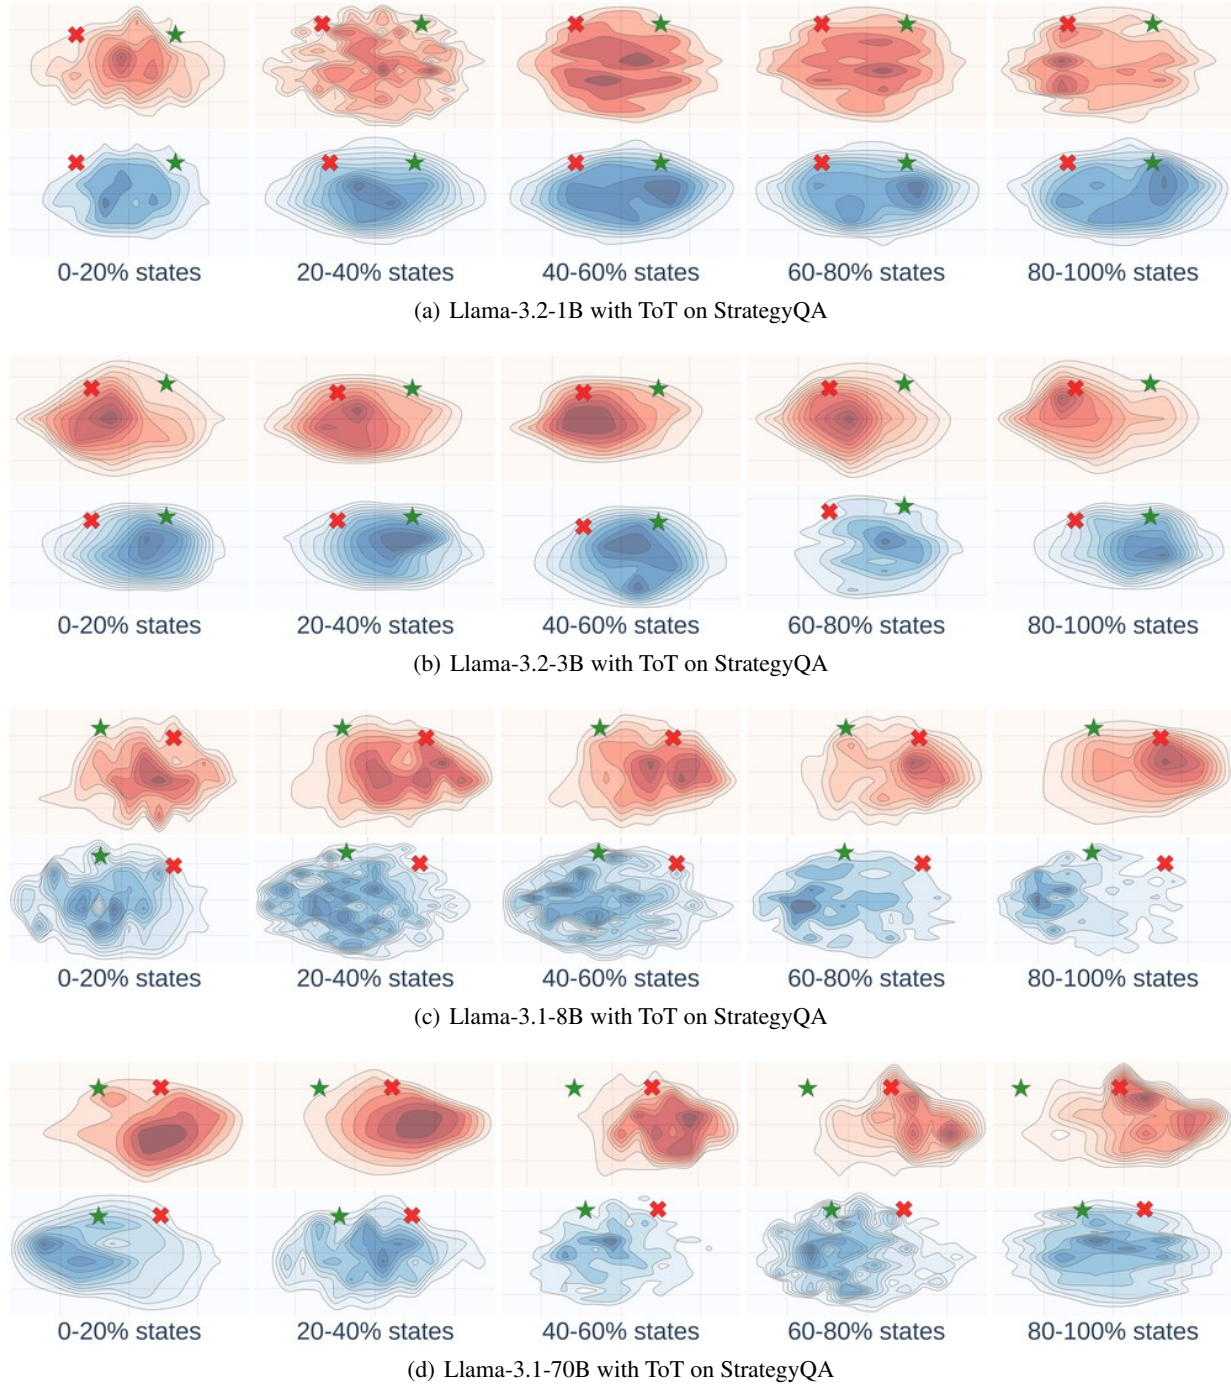 0-20% states 20-40% states 40-60% states 60-80% states 80-100% states
(a) Llama-3.2-1B with ToT on StrategyQA
0-20% states 20-40% states 40-60% states 60-80% states 80-100% states
(b) Llama-3.2-3B with ToT on StrategyQA
0-20% states 20-40% states 40-60% states 60-80% states 80-100% states
(c) Llama-3.1-8B with ToT on StrategyQA
0-20% states 20-40% states 40-60% states 60-80% states 80-100% states
(d) Llama-3.1-70B with ToT on StrategyQA